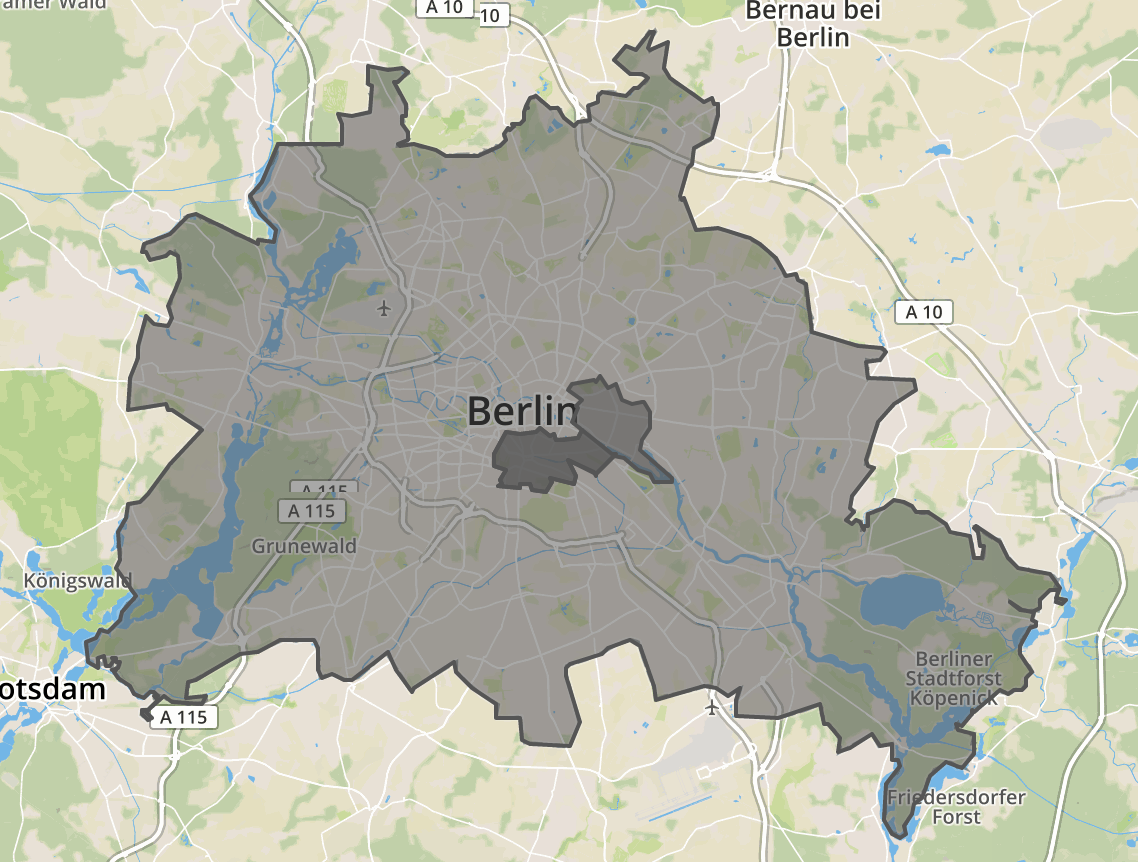 amer Wald
A 10
10
Bernau bei
Berlin
A 10
Berlin
A 115
A 115
Grunewald
Königswald
Berliner
Stadtforst
Köpenick
otsdam
A 115
Friedersdorfer
Forst